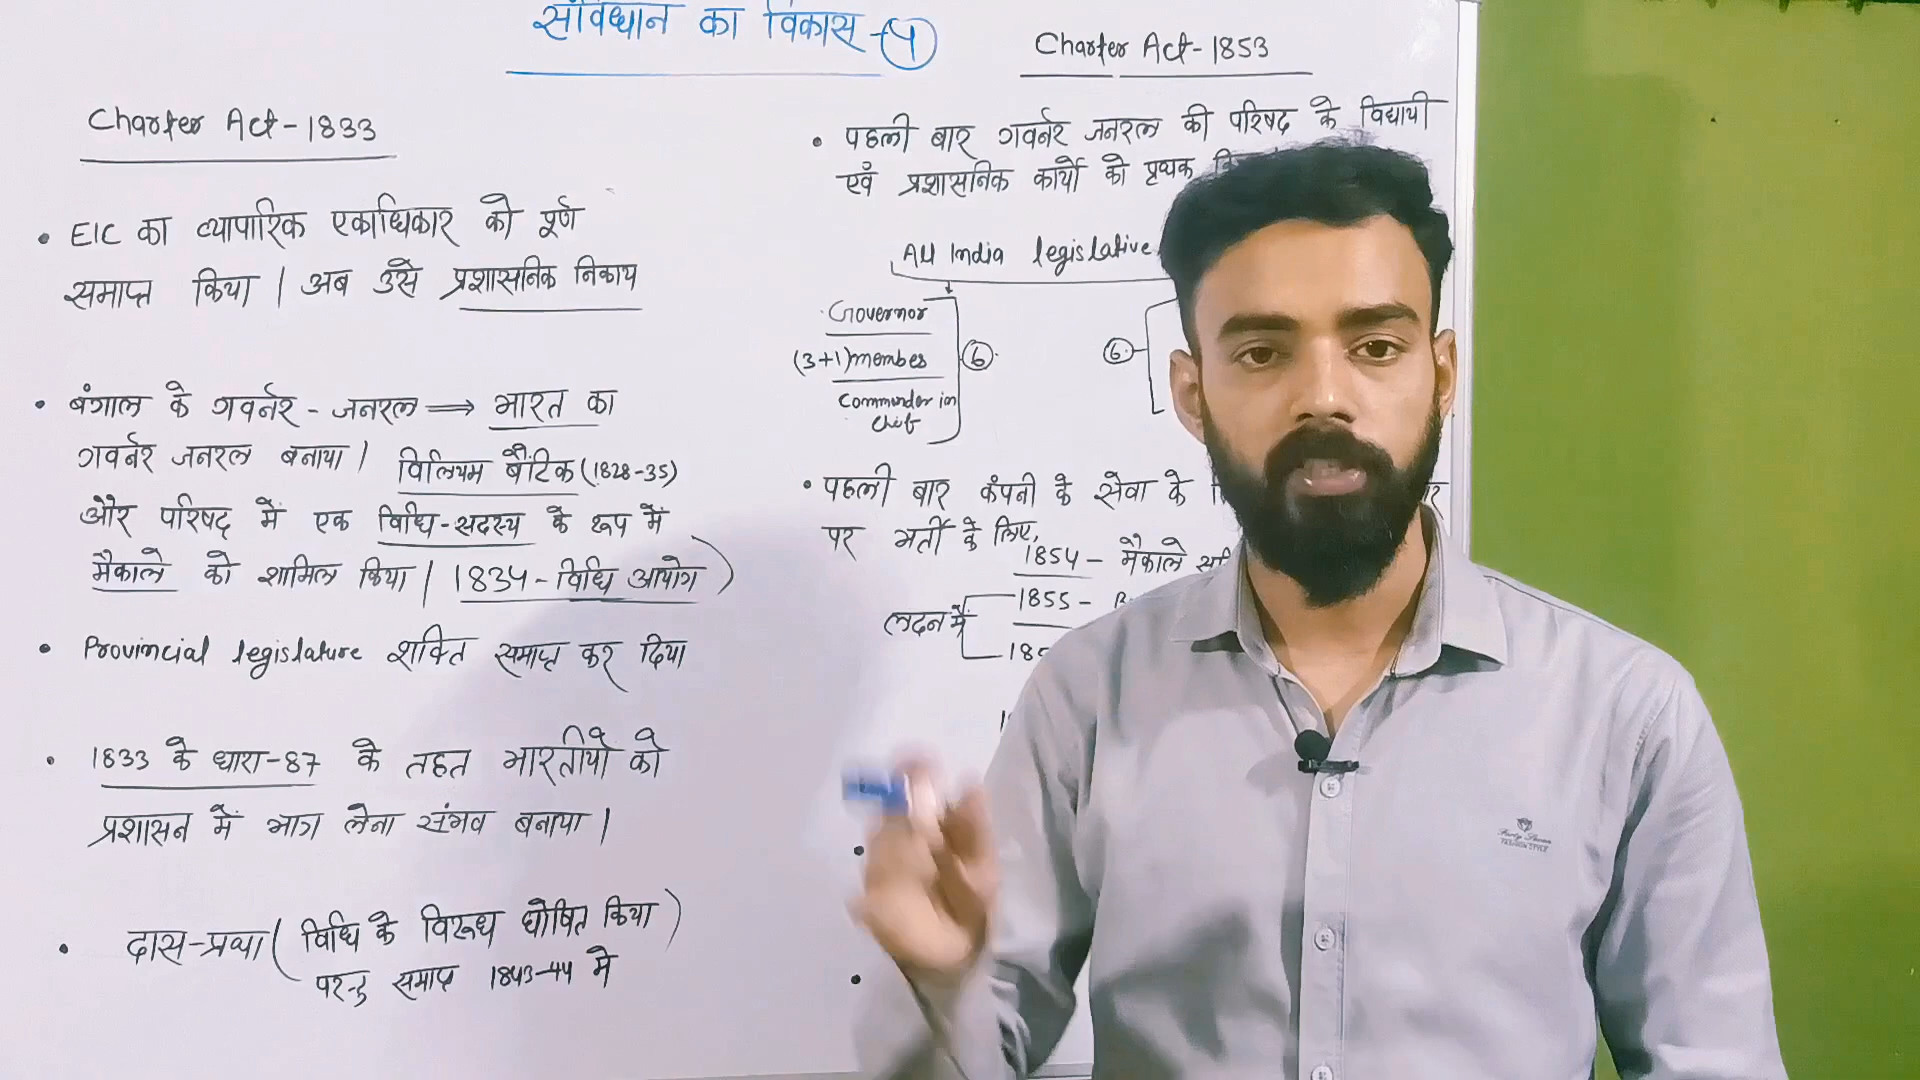 संविधान का विकास - 4
Charter Act - 1833
• EIC का व्यापारिक एकाधिकार को पूर्ण
समाप्त किया | अब उसे प्रशासनिक निकाय
• बंगाल के गवर्नर - जनरल ⟹ भारत का
गवर्नर जनरल बनाया | विलियम बैंटिक (1828-35)
और परिषद् में एक विधि-सदस्य के रूप में
मैकाले को शामिल किया | 1834 - विधि आयोग )
• Provincial legislature शक्ति समाप्त कर दिया
• 1833 के धारा-87 के तहत भारतीयो को
प्रशासन में भाग लेना संभव बनाया |
• दास-प्रथा ( विधि के विरुध घोषित किया )
परन्तु समाप्त 1843-44 मे
Charter Act - 1853
• पहली बार गवर्नर जनरल की परिषद के विधायी
एवं प्रशासनिक कार्यो को पृथक
All India legislative
Governor
(3+1) member
Commander in
chief
6
6
• पहली बार कंपनी के सेवा के
पर भर्ती के लिए,
1854 - मैकाले
लंदन में
1855 -